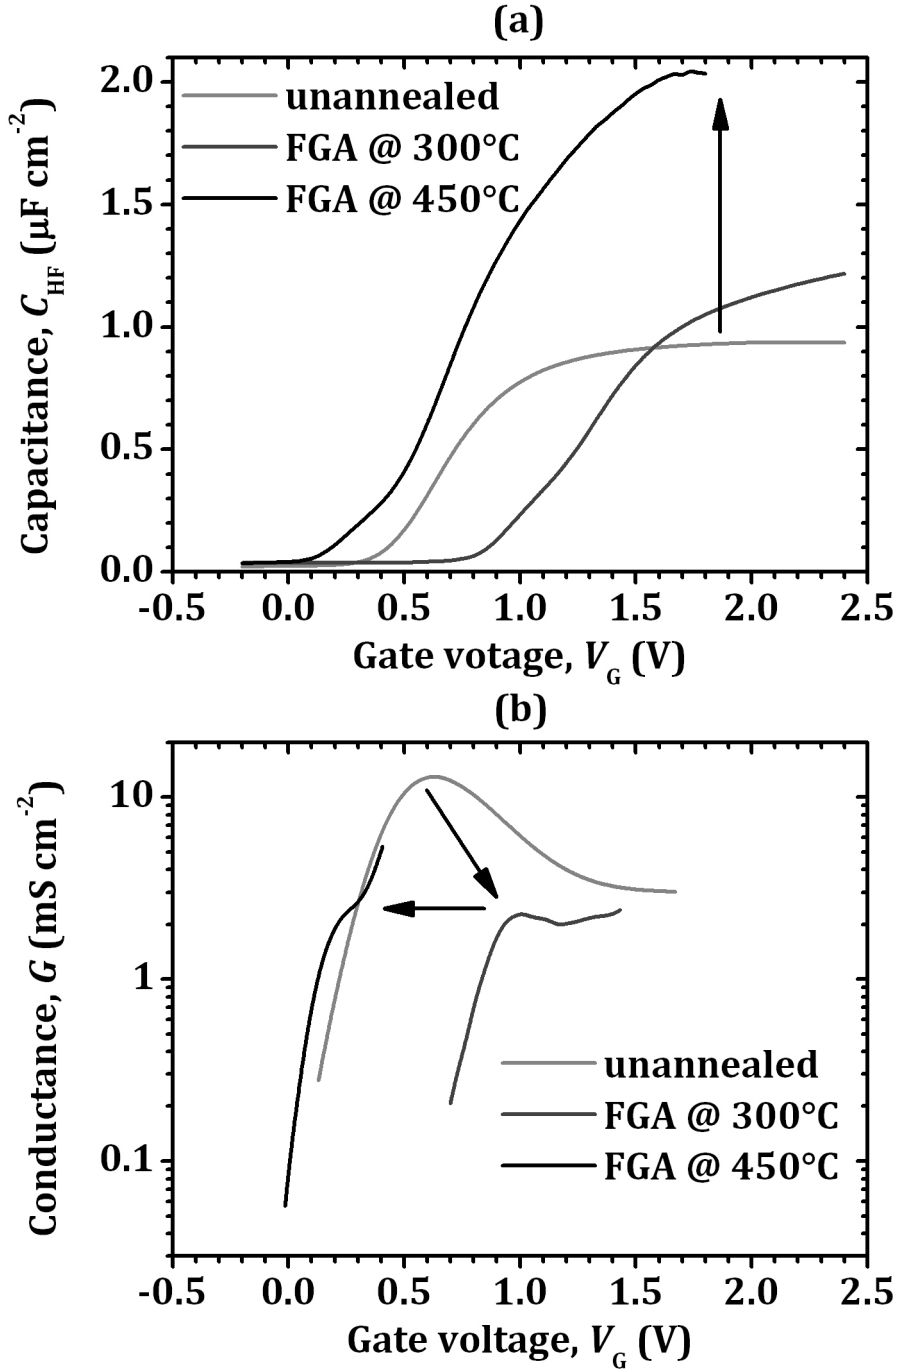 (a)
2.0
1.5
1.0
0.5
0.0
Capacitance, C_HF (µF cm⁻²)
unannealed
FGA @ 300°C
FGA @ 450°C
-0.5 0.0 0.5 1.0 1.5 2.0 2.5
Gate votage, V_G (V)
(b)
10
1
0.1
Conductance, G (mS cm⁻²)
unannealed
FGA @ 300°C
FGA @ 450°C
-0.5 0.0 0.5 1.0 1.5 2.0 2.5
Gate voltage, V_G (V)